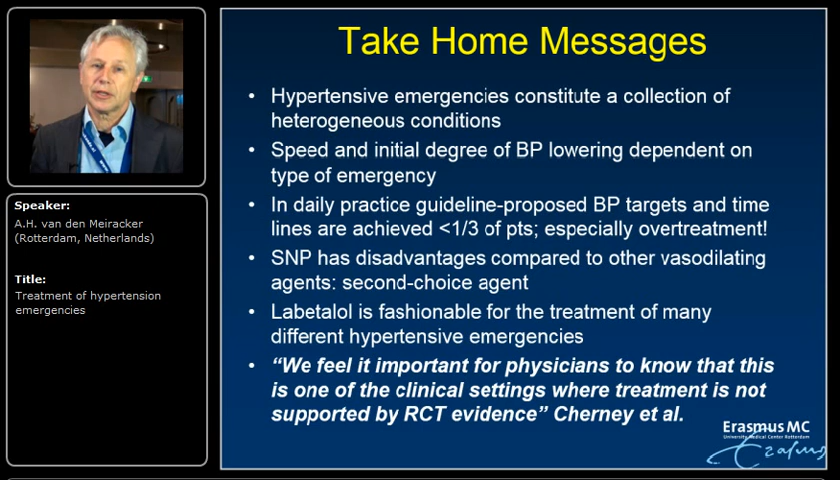 Take Home Messages
• Hypertensive emergencies constitute a collection of
heterogeneous conditions
• Speed and initial degree of BP lowering dependent on
type of emergency
• In daily practice guideline-proposed BP targets and time
lines are achieved <1/3 of pts; especially overtreatment!
• SNP has disadvantages compared to other vasodilating
agents: second-choice agent
• Labetalol is fashionable for the treatment of many
different hypertensive emergencies
• “We feel it important for physicians to know that this
is one of the clinical settings where treatment is not
supported by RCT evidence” Cherney et al.
Erasmus MC
University Medical Center Rotterdam
Erasmus
Speaker:
A.H. van den Meiracker
(Rotterdam, Netherlands)
Title:
Treatment of hypertension
emergencies